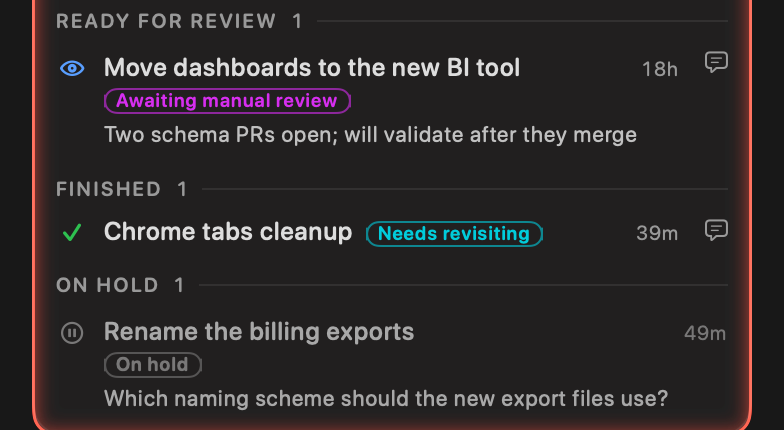 READY FOR REVIEW 1
Move dashboards to the new BI tool 18h
Awaiting manual review
Two schema PRs open; will validate after they merge
FINISHED 1
Chrome tabs cleanup Needs revisiting 39m
ON HOLD 1
Rename the billing exports 49m
On hold
Which naming scheme should the new export files use?